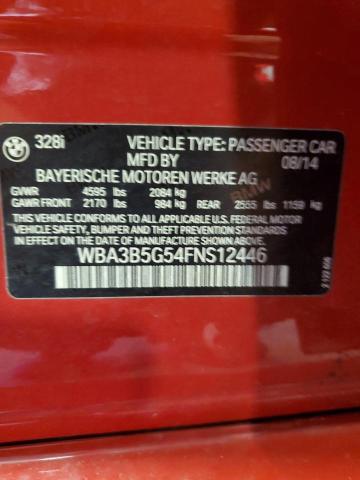 328i
VEHICLE TYPE: PASSENGER CAR
MFD BY
08/14
BAYERISCHE MOTOREN WERKE AG
GVWR 4595 lbs 2084 kg
GAWR FRONT 2170 lbs 984 kg REAR 2555 lbs 1159 kg
THIS VEHICLE CONFORMS TO ALL APPLICABLE U.S. FEDERAL MOTOR
VEHICLE SAFETY, BUMPER AND THEFT PREVENTION STANDARDS IN EFFECT
ON THE DATE OF MANUFACTURE SHOWN ABOVE.
WBA3B5G54FNS12446
BMW